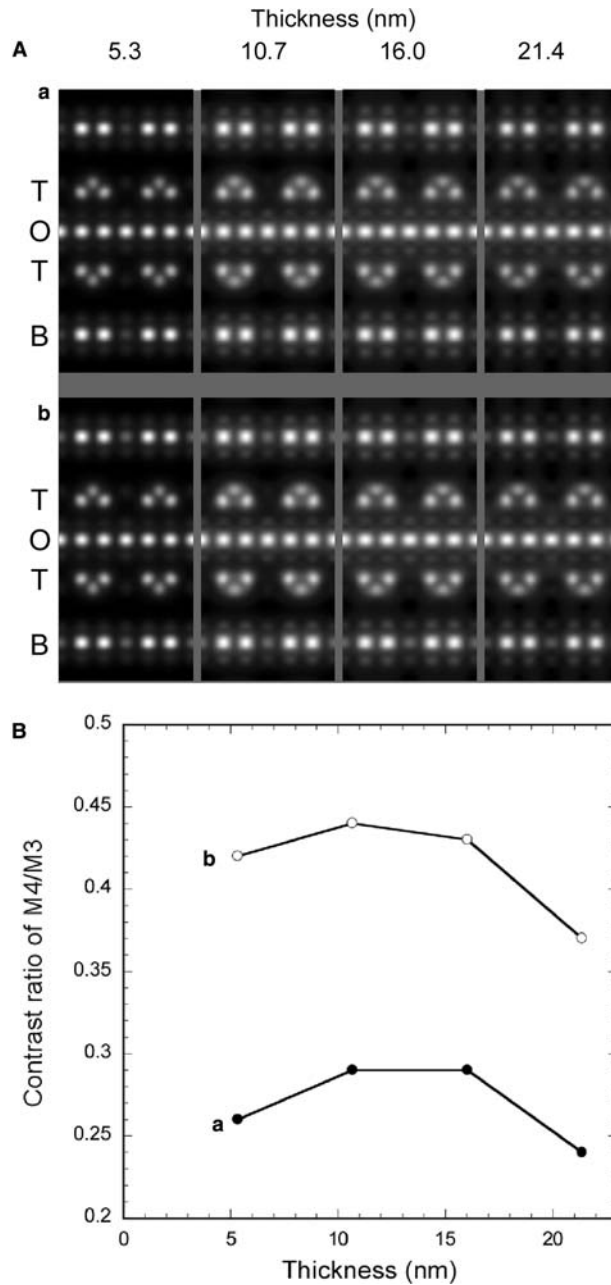 Thickness (nm)
A 5.3 10.7 16.0 21.4
a
T
O
T
B
b
T
O
T
B
B
0.5
0.45
0.4
0.35
0.3
0.25
0.2
Contrast ratio of M4/M3
b
a
0 5 10 15 20
Thickness (nm)